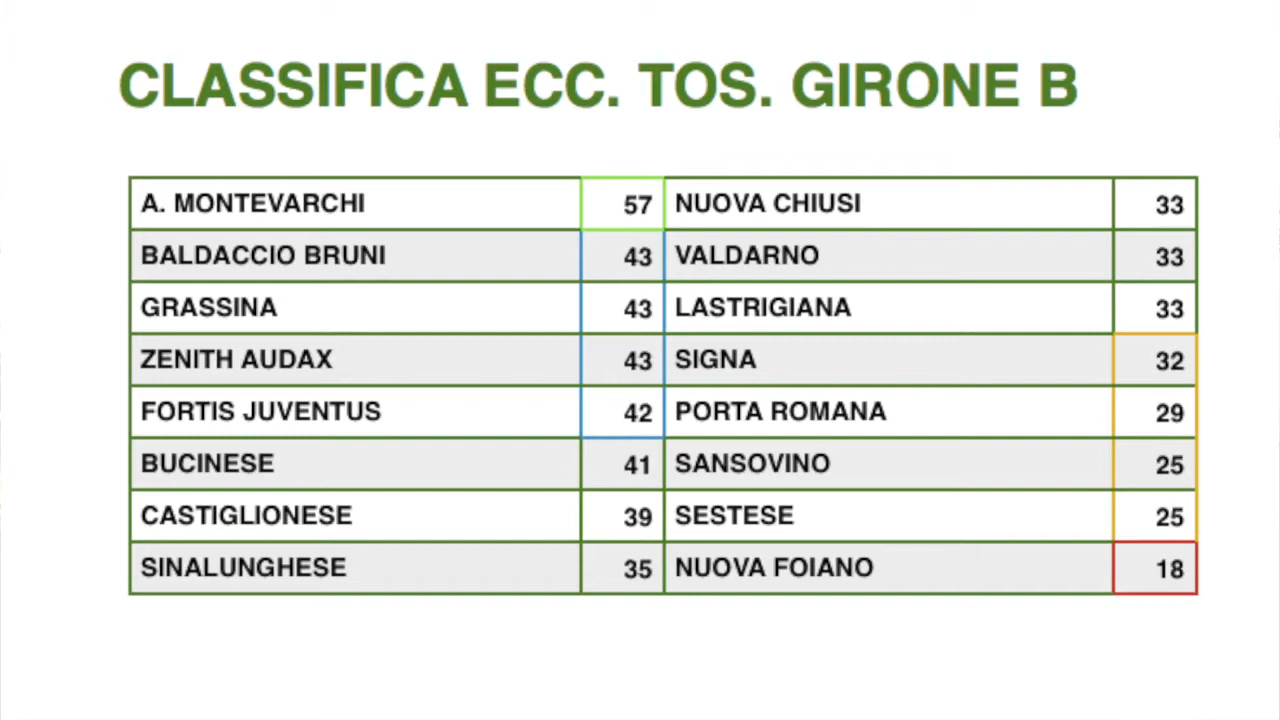 CLASSIFICA ECC. TOS. GIRONE B
A. MONTEVARCHI 57 NUOVA CHIUSI 33
BALDACCIO BRUNI 43 VALDARNO 33
GRASSINA 43 LASTRIGIANA 33
ZENITH AUDAX 43 SIGNA 32
FORTIS JUVENTUS 42 PORTA ROMANA 29
BUCINESE 41 SANSOVINO 25
CASTIGLIONESE 39 SESTESE 25
SINALUNGHESE 35 NUOVA FOIANO 18